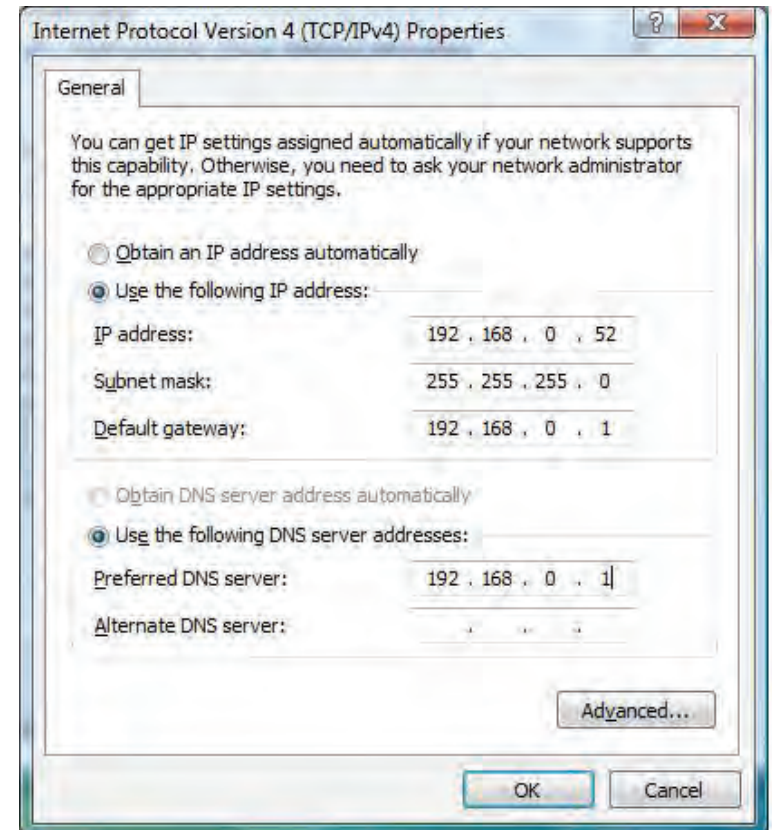 Internet Protocol Version 4 (TCP/IPv4) Properties
?
X
General
You can get IP settings assigned automatically if your network supports
this capability. Otherwise, you need to ask your network administrator
for the appropriate IP settings.
Obtain an IP address automatically
Use the following IP address:
IP address: 192 . 168 . 0 . 52
Subnet mask: 255 . 255 . 255 . 0
Default gateway: 192 . 168 . 0 . 1
Obtain DNS server address automatically
Use the following DNS server addresses:
Preferred DNS server: 192 . 168 . 0 . 1
Alternate DNS server: . . .
Advanced...
OK Cancel